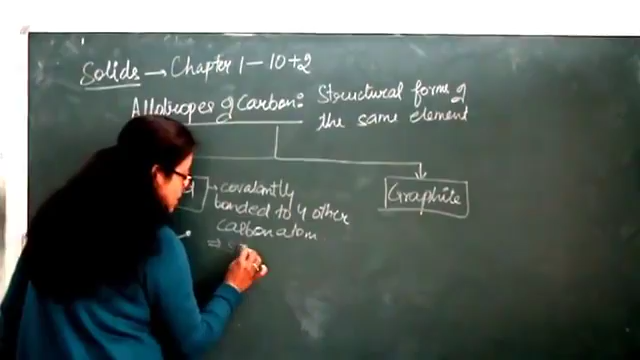 Solids → Chapter 1 - 10+2
Allotropes of Carbon: Structural forms of
the same element
→ covalantly
bonded to 4 other
carbon atom
⇒
Graphite